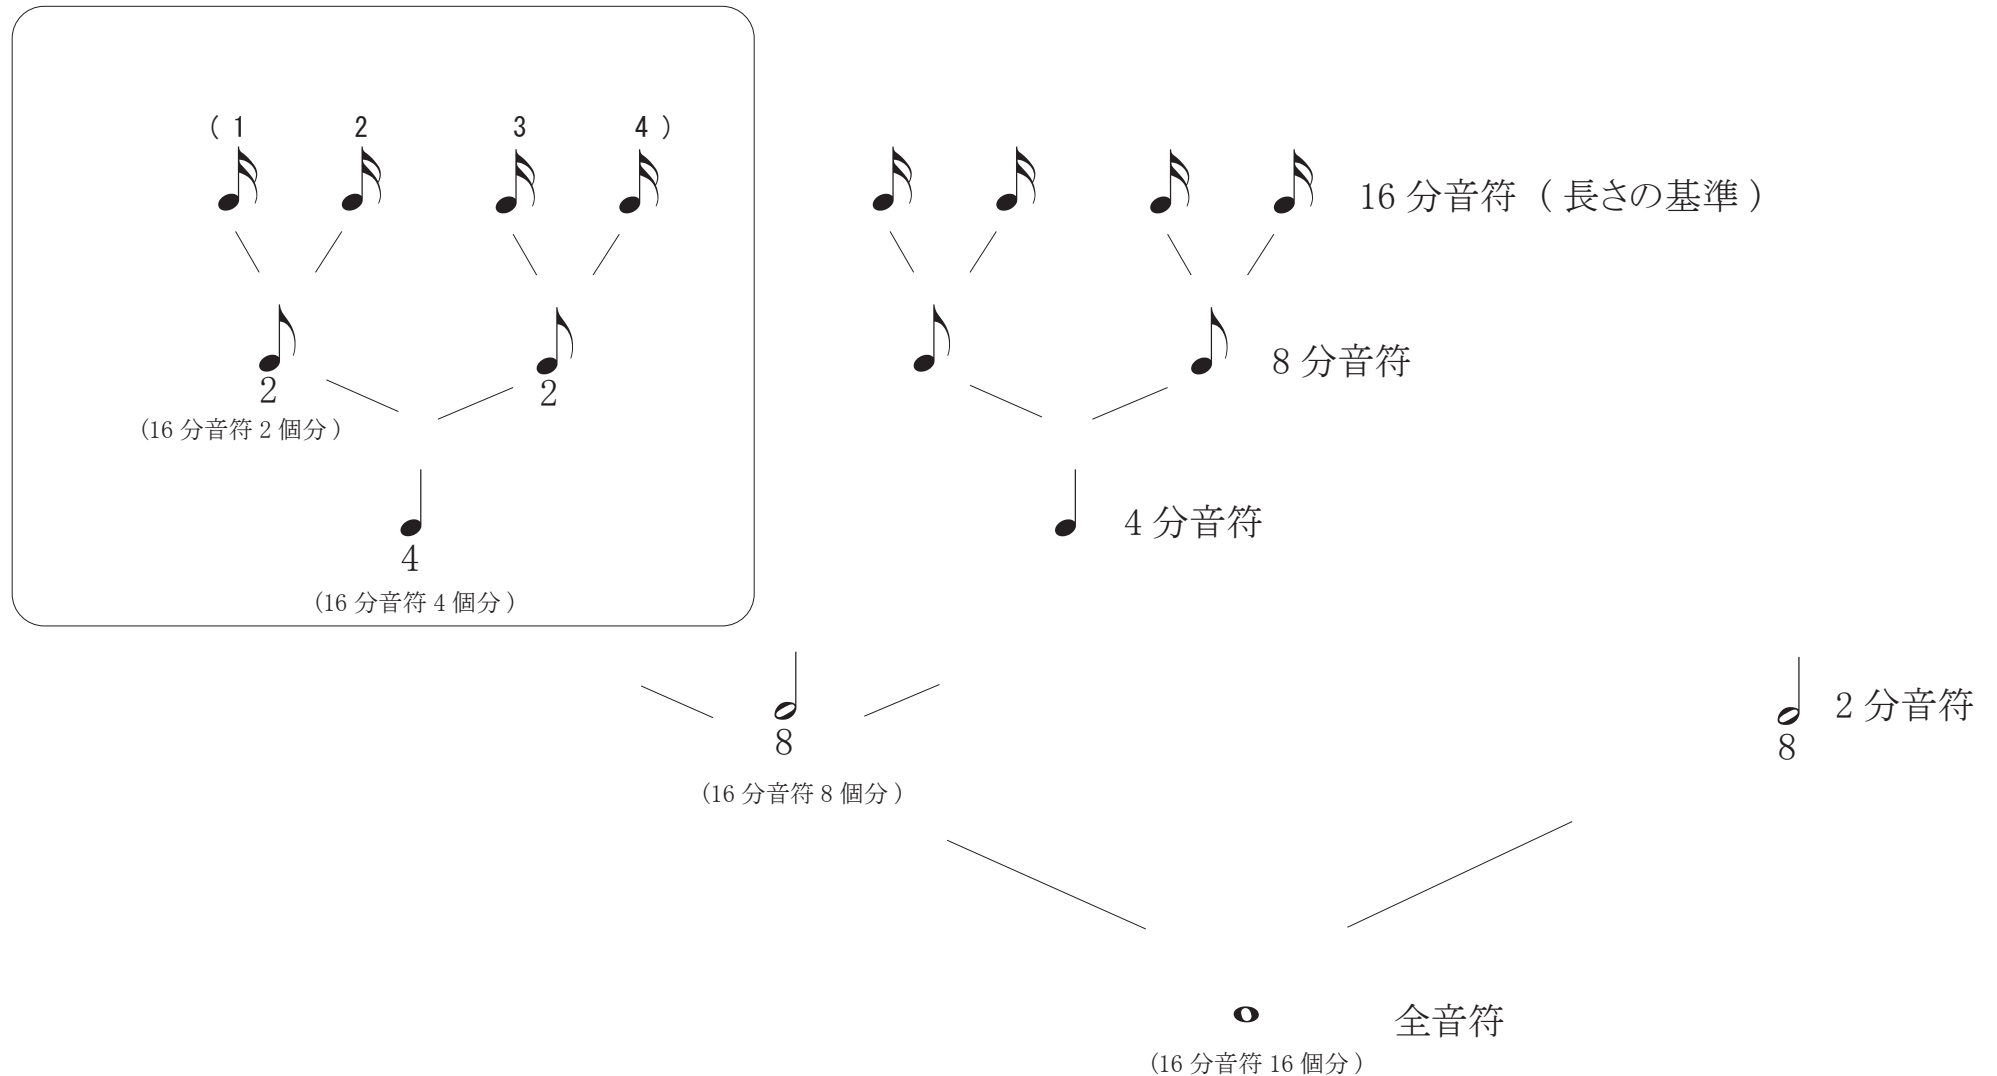 ( 1 2 3 4 )
16 分音符 ( 長さの基準 )
2 2 8 分音符
(16 分音符 2 個分 )
4 分音符
4
(16 分音符 4 個分 )
2 分音符
8 8
(16 分音符 8 個分 )
全音符
(16 分音符 16 個分 )